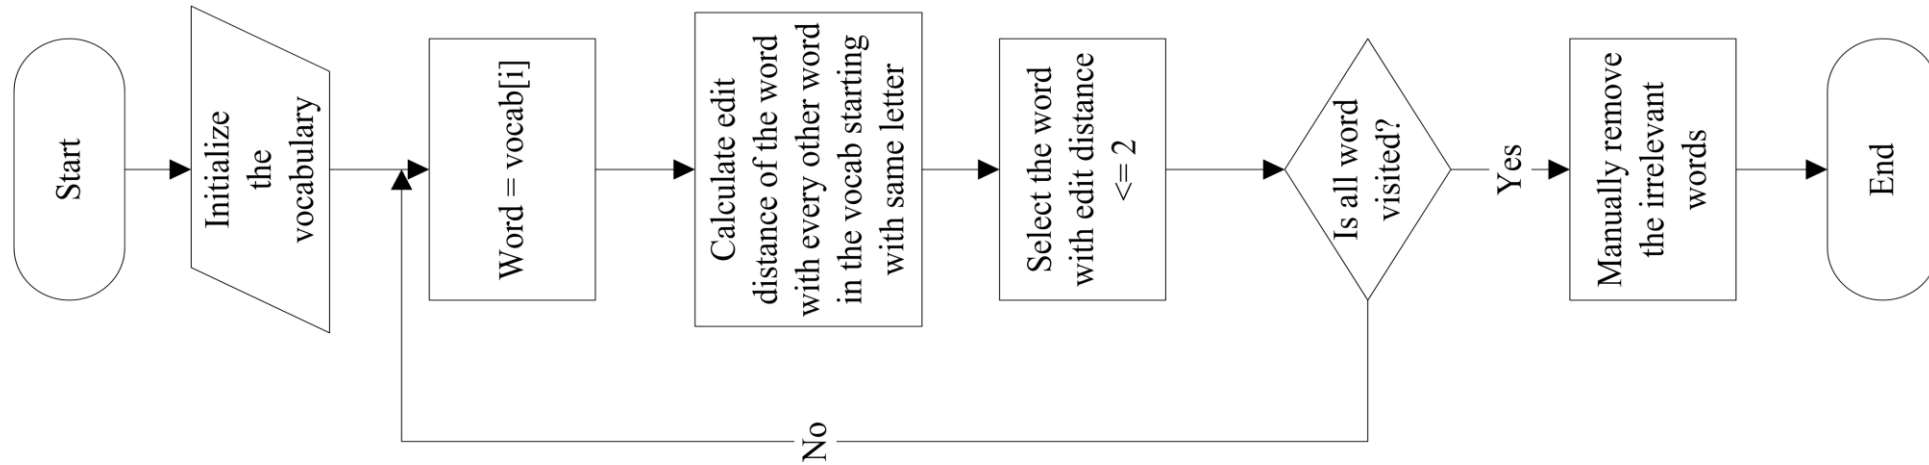 Start
Initialize
the
vocabulary
Word = vocab[i]
Calculate edit
distance of the word
with every other word
in the vocab starting
with same letter
Select the word
with edit distance
<= 2
Is all word
visited?
No
Yes
Manually remove
the irrelevant
words
End